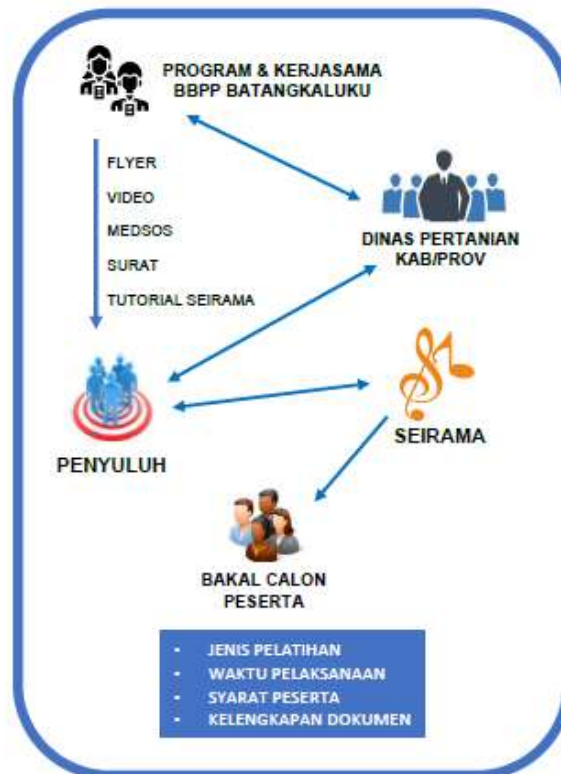 PROGRAM & KERJASAMA
BBPP BATANGKALUKU
FLYER
VIDEO
MEDSOS
SURAT
TUTORIAL SEIRAMA
DINAS PERTANIAN
KAB/PROV
PENYULUH
SEIRAMA
BAKAL CALON
PESERTA
• JENIS PELATIHAN
• WAKTU PELAKSANAAN
• SYARAT PESERTA
• KELENGKAPAN DOKUMEN